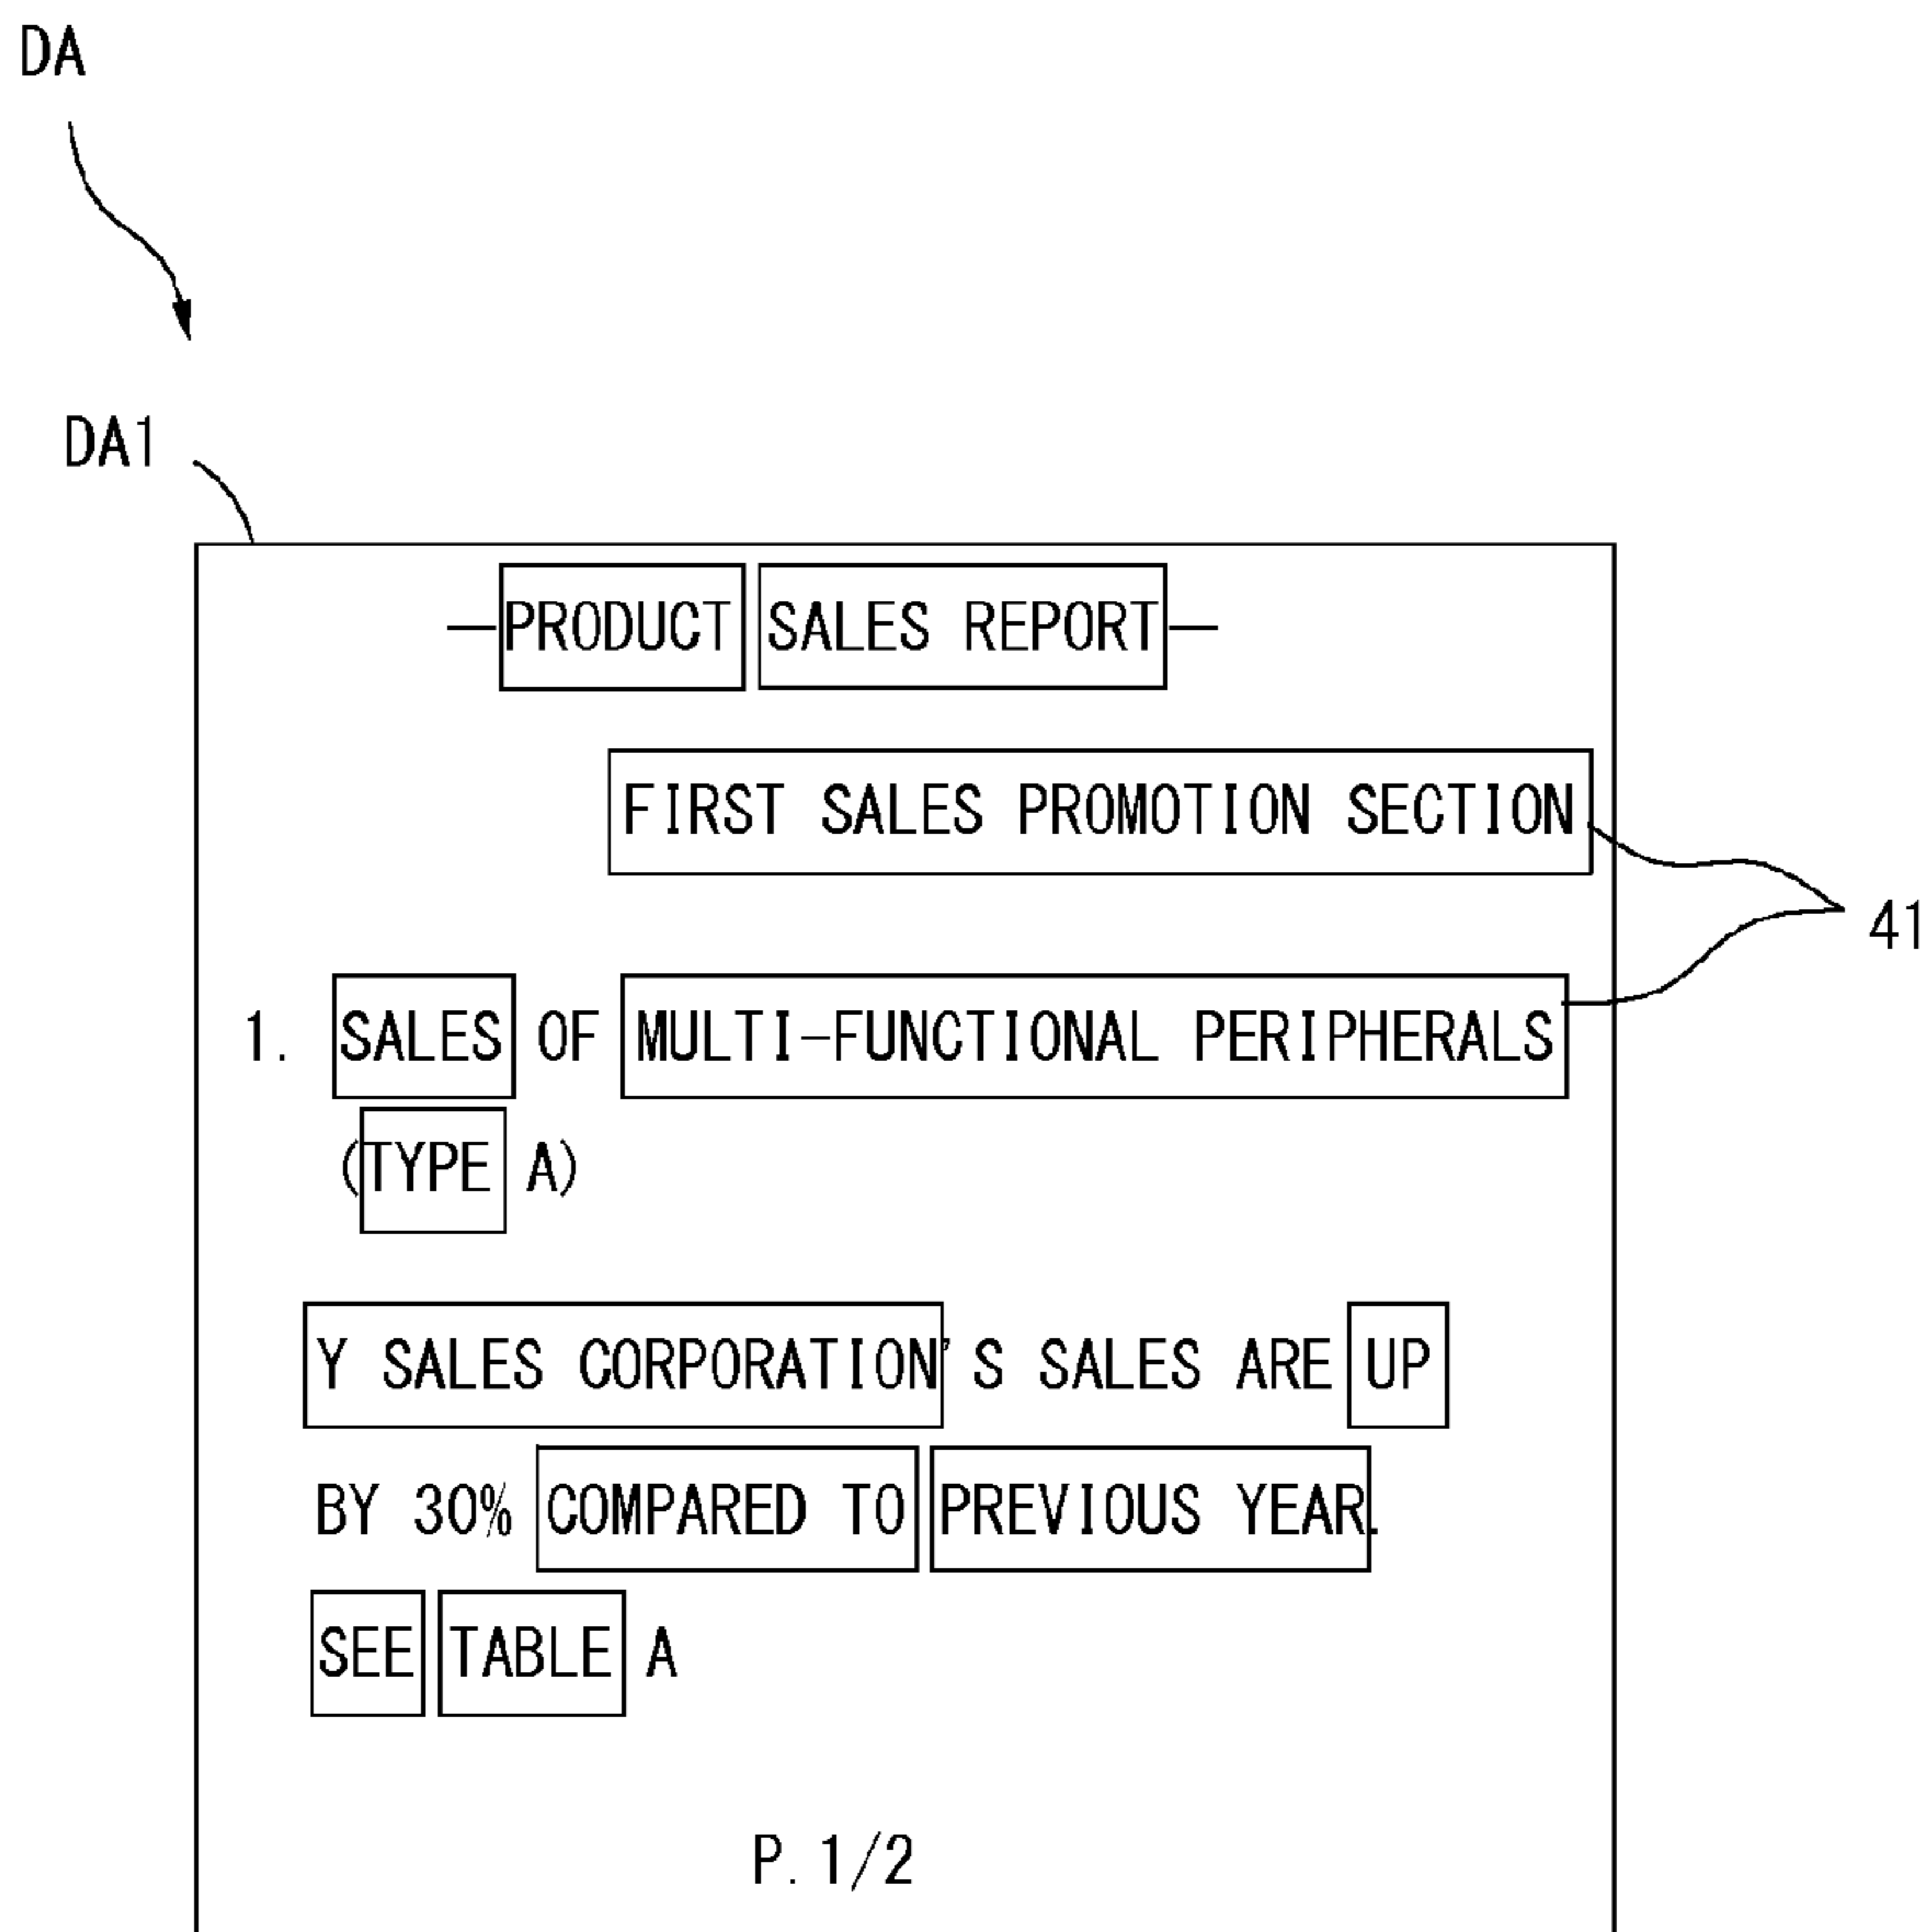 DA
DA1
—PRODUCT SALES REPORT—
FIRST SALES PROMOTION SECTION
41
1. SALES OF MULTI-FUNCTIONAL PERIPHERALS
(TYPE A)
Y SALES CORPORATION'S SALES ARE UP
BY 30% COMPARED TO PREVIOUS YEAR.
SEE TABLE A
P. 1/2